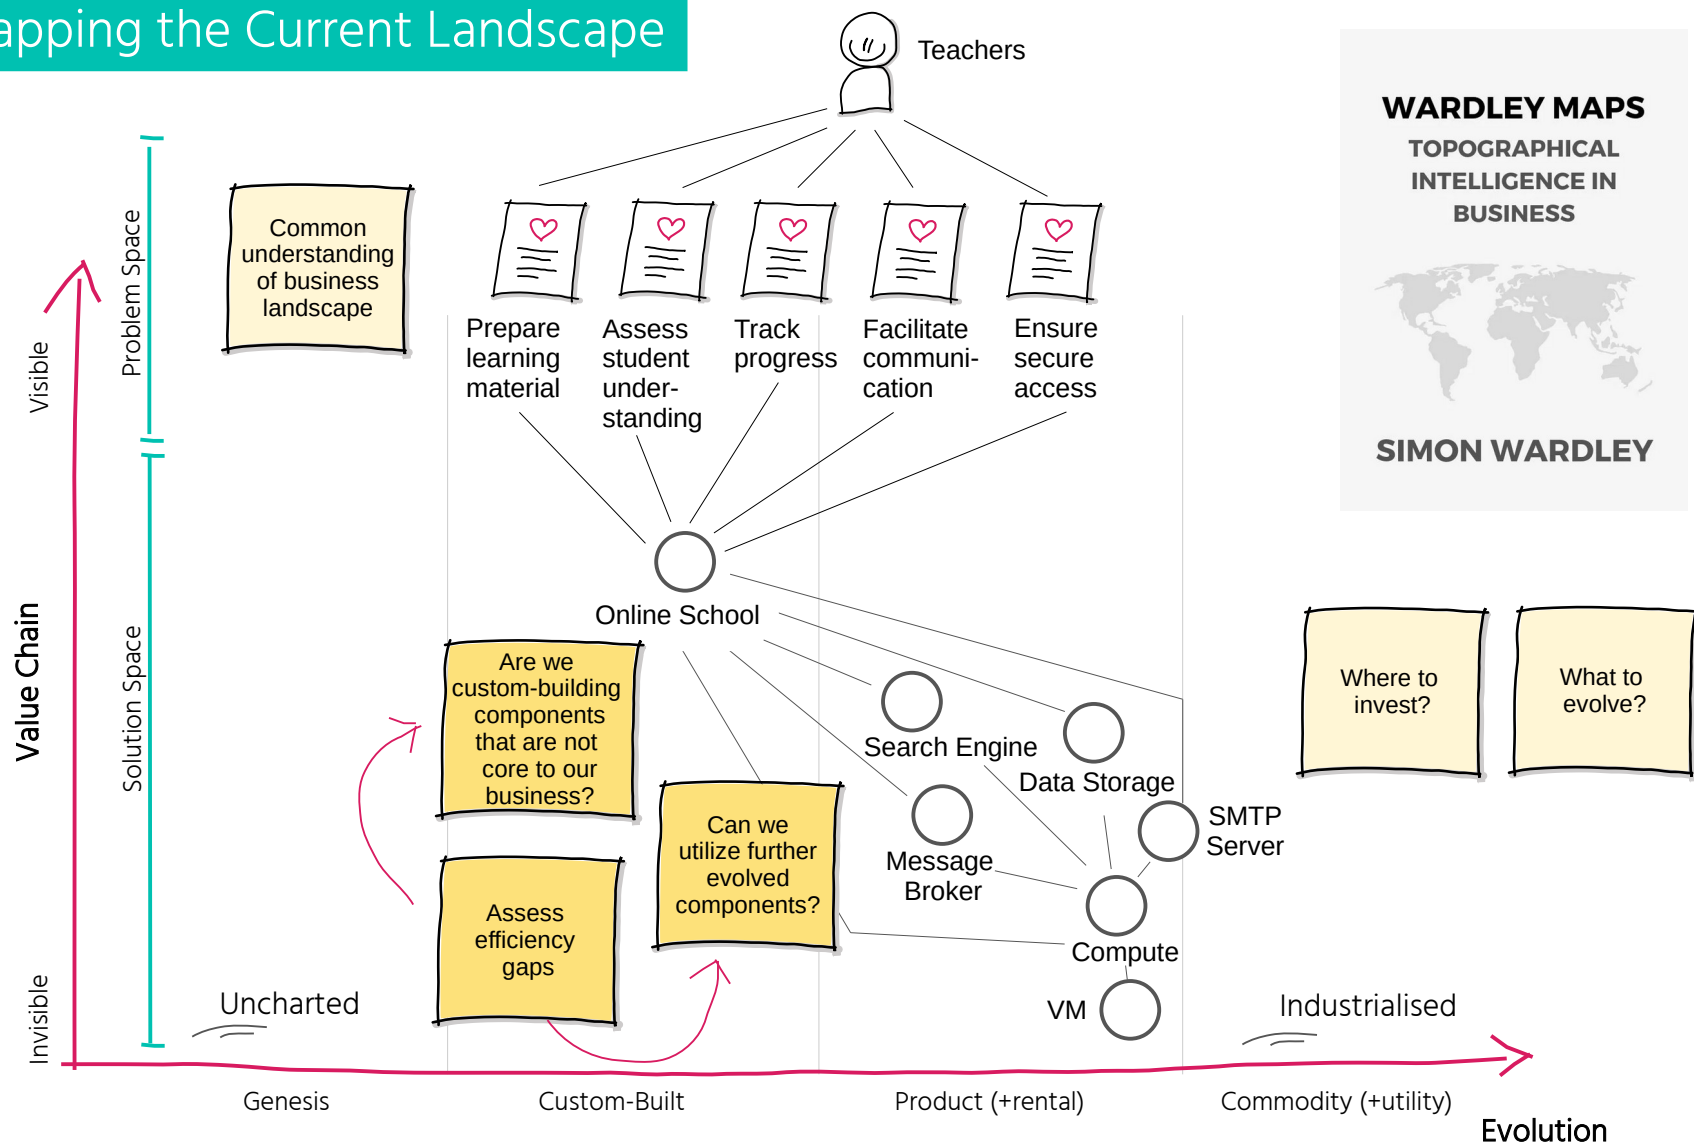 apping the Current Landscape
Teachers
WARDLEY MAPS
TOPOGRAPHICAL
INTELLIGENCE IN
BUSINESS
SIMON WARDLEY
Common
understanding
of business
landscape
Prepare
learning
material
Assess
student
under-
standing
Track
progress
Facilitate
communi-
cation
Ensure
secure
access
Visible
Problem Space
Value Chain
Solution Space
Invisible
Online School
Are we
custom-building
components
that are not
core to our
business?
Can we
utilize further
evolved
components?
Assess
efficiency
gaps
Search Engine
Data Storage
SMTP
Server
Message
Broker
Compute
VM
Where to
invest?
What to
evolve?
Uncharted
Industrialised
Genesis
Custom-Built
Product (+rental)
Commodity (+utility)
Evolution